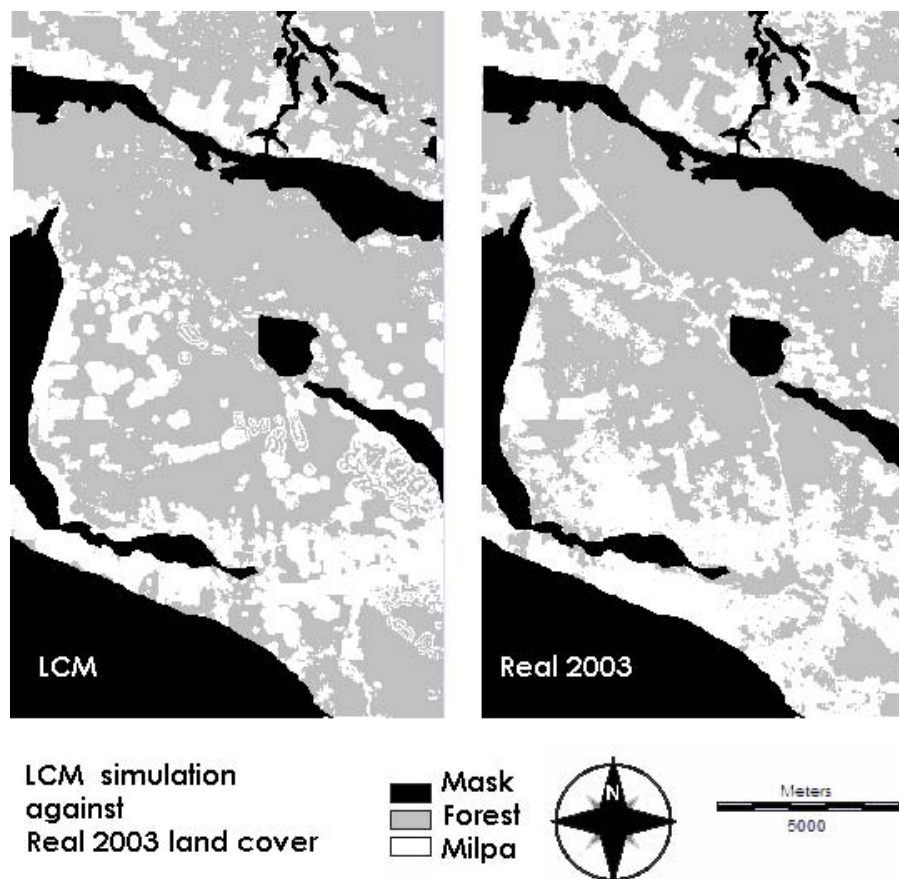 LCM
Real 2003
LCM simulation
against
Real 2003 land cover
Mask
Forest
Milpa
N
Meters
5000